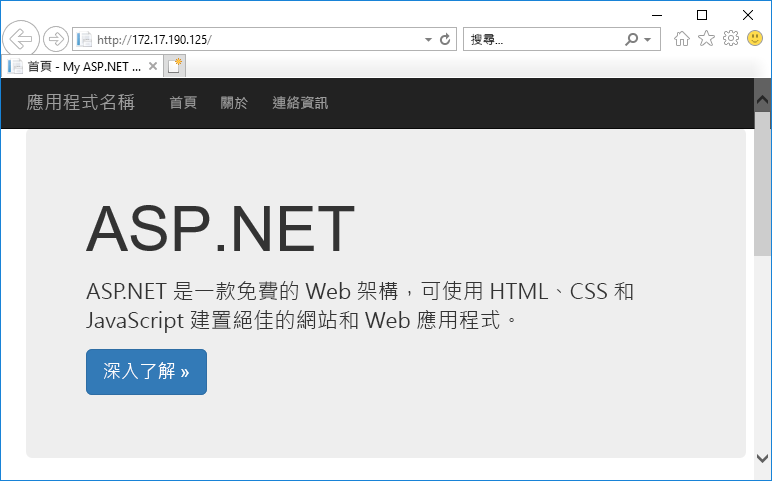 http://172.17.190.125/
搜尋...
首頁 - My ASP.NET ...
應用程式名稱 首頁 關於 連絡資訊
ASP.NET
ASP.NET 是一款免費的 Web 架構，可使用 HTML、CSS 和
JavaScript 建置絕佳的網站和 Web 應用程式。
深入了解 »